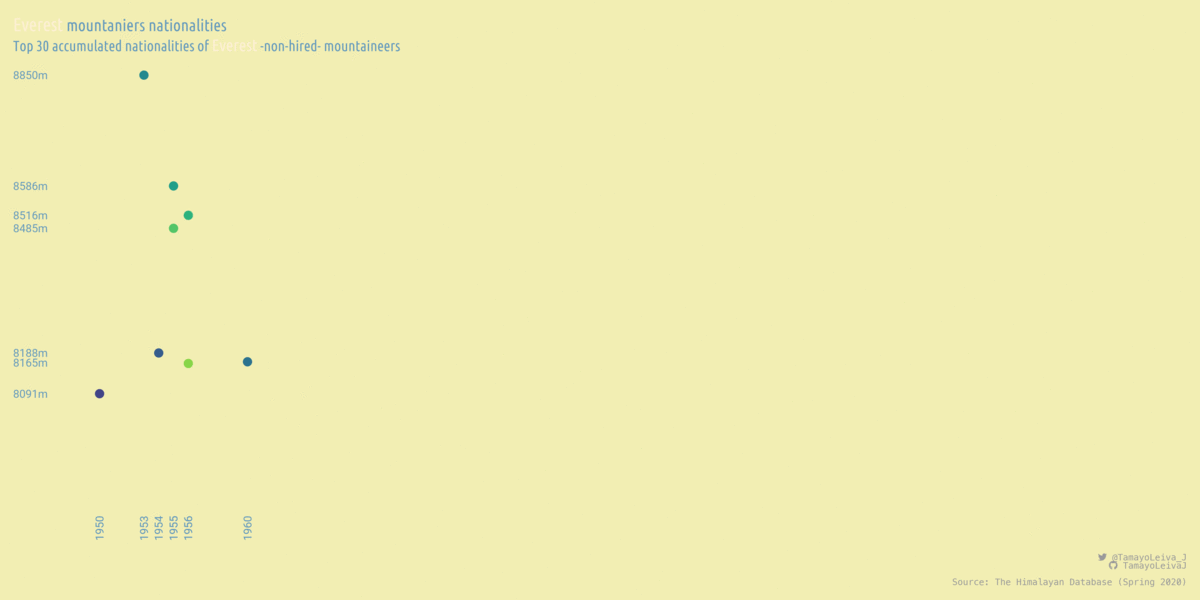 Everest mountaniers nationalities
Top 30 accumulated nationalities of Everest -non-hired- mountaineers
8850m
8586m
8516m
8485m
8188m
8165m
8091m
1950
1953
1954
1955
1956
1960
@TamayoLeiva_J
TamayoLeivaJ
Source: The Himalayan Database (Spring 2020)